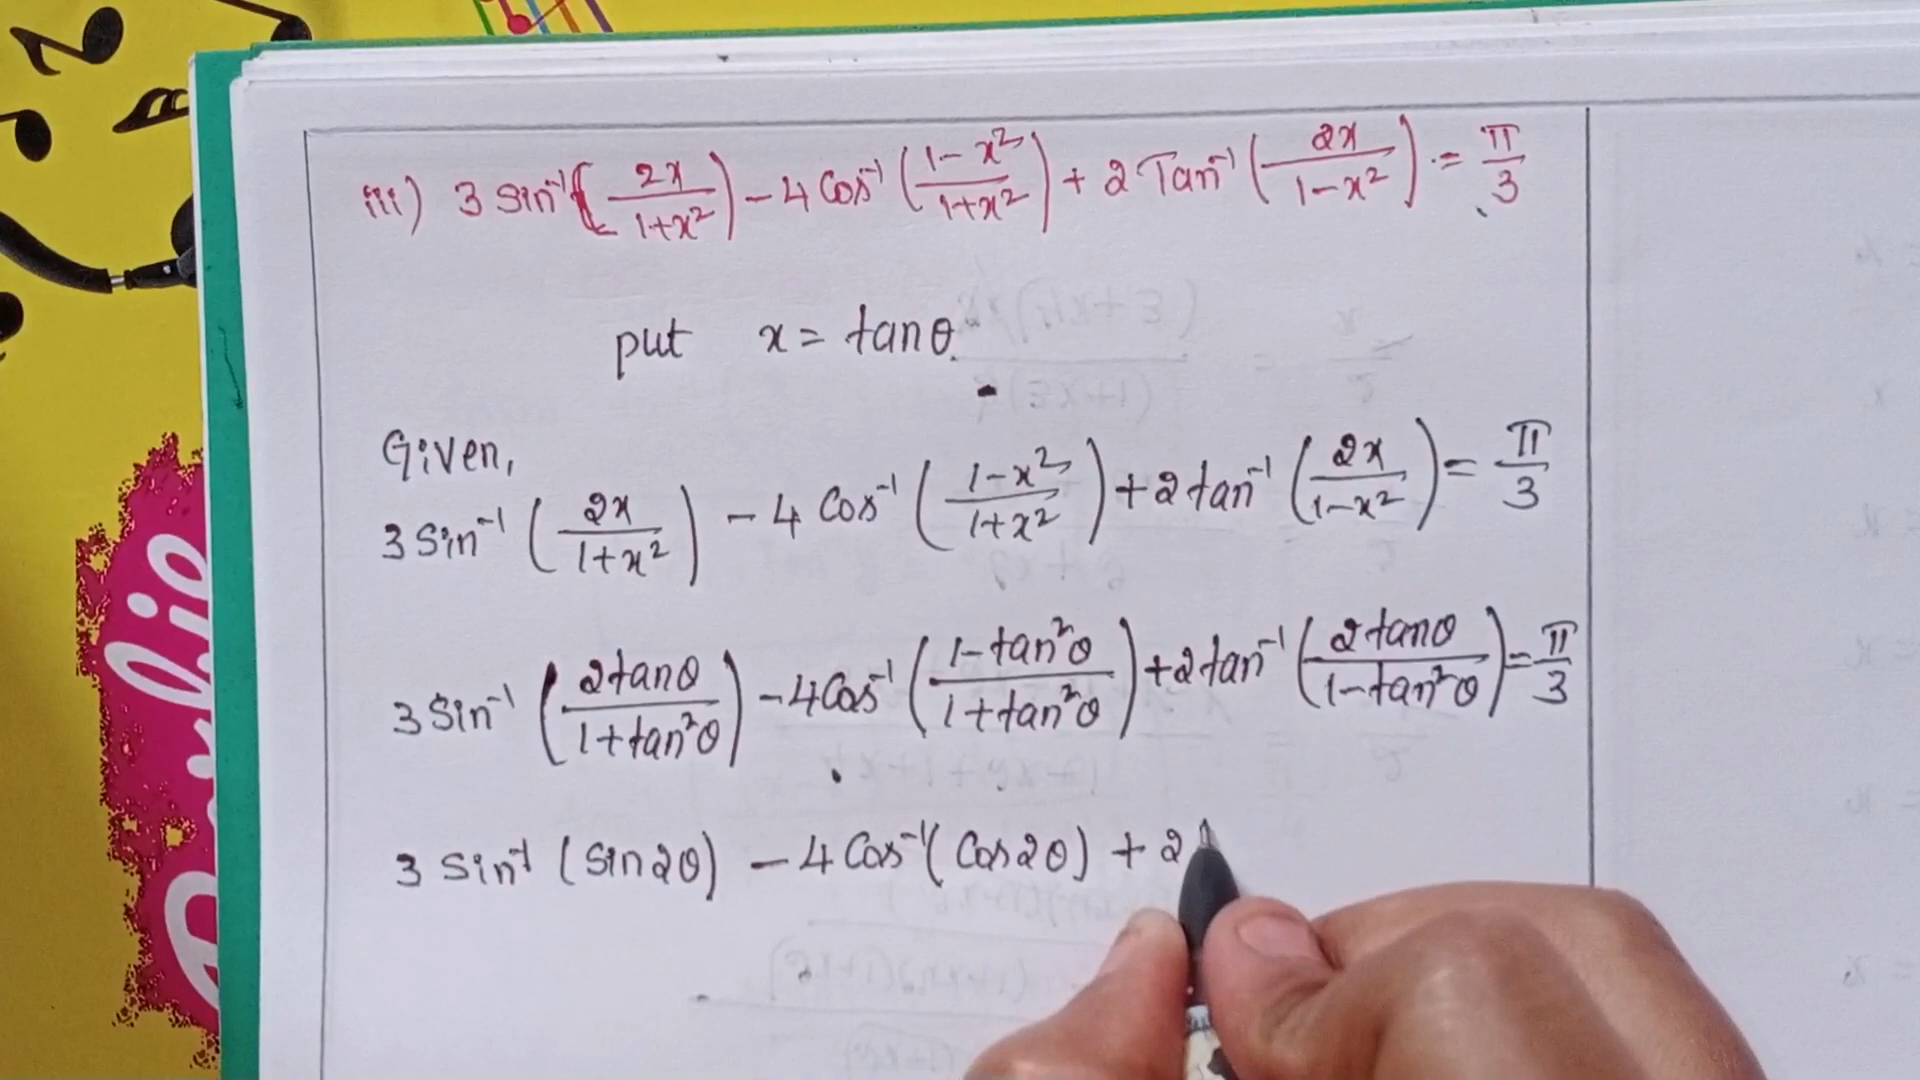 iii) 3 Sin⁻¹(2x/1+x²) - 4 Cos⁻¹(1-x²/1+x²) + 2 Tan⁻¹(2x/1-x²) = π/3
put x = tanθ
Given,
3 Sin⁻¹(2x/1+x²) - 4 Cos⁻¹(1-x²/1+x²) + 2 tan⁻¹(2x/1-x²) = π/3
3 Sin⁻¹(2tanθ/1+tan²θ) - 4 Cos⁻¹(1-tan²θ/1+tan²θ) + 2 tan⁻¹(2tanθ/1-tan²θ) = π/3
3 Sin⁻¹(Sin2θ) - 4 Cos⁻¹(Cos2θ) + 2